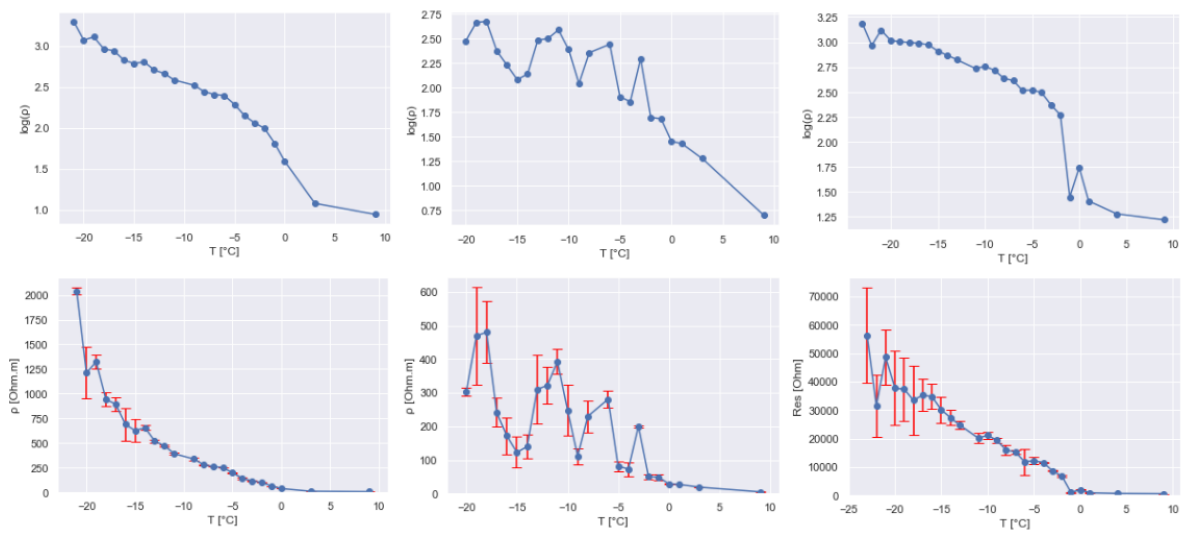 log(ρ)
3.0
2.5
2.0
1.5
1.0
−20 −15 −10 −5 0 5 10
T [°C]
log(ρ)
2.75
2.50
2.25
2.00
1.75
1.50
1.25
1.00
0.75
−20 −15 −10 −5 0 5 10
T [°C]
log(ρ)
3.25
3.00
2.75
2.50
2.25
2.00
1.75
1.50
1.25
−20 −15 −10 −5 0 5 10
T [°C]
ρ [Ohm.m]
2000
1750
1500
1250
1000
750
500
250
0
−20 −15 −10 −5 0 5 10
T [°C]
ρ [Ohm.m]
600
500
400
300
200
100
0
−20 −15 −10 −5 0 5 10
T [°C]
Res [Ohm]
70000
60000
50000
40000
30000
20000
10000
0
−25 −20 −15 −10 −5 0 5 10
T [°C]